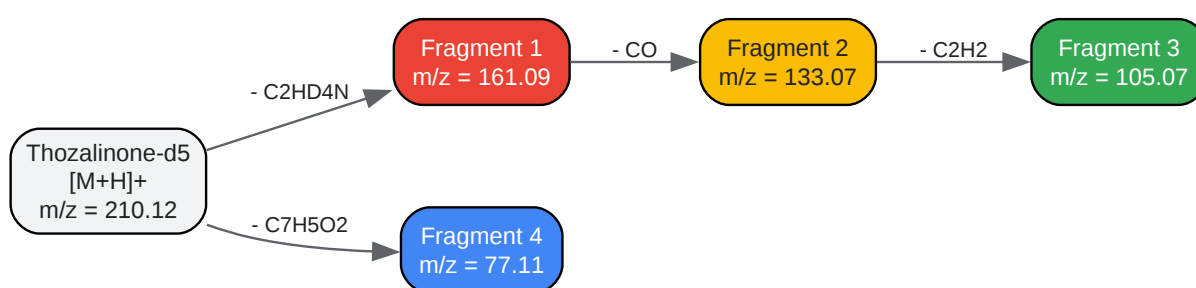 Fragment 1
m/z = 161.09
- CO
Fragment 2
m/z = 133.07
- C2H2
Fragment 3
m/z = 105.07
- C2HD4N
Thozalinone-d5
[M+H]+
m/z = 210.12
- C7H5O2
Fragment 4
m/z = 77.11